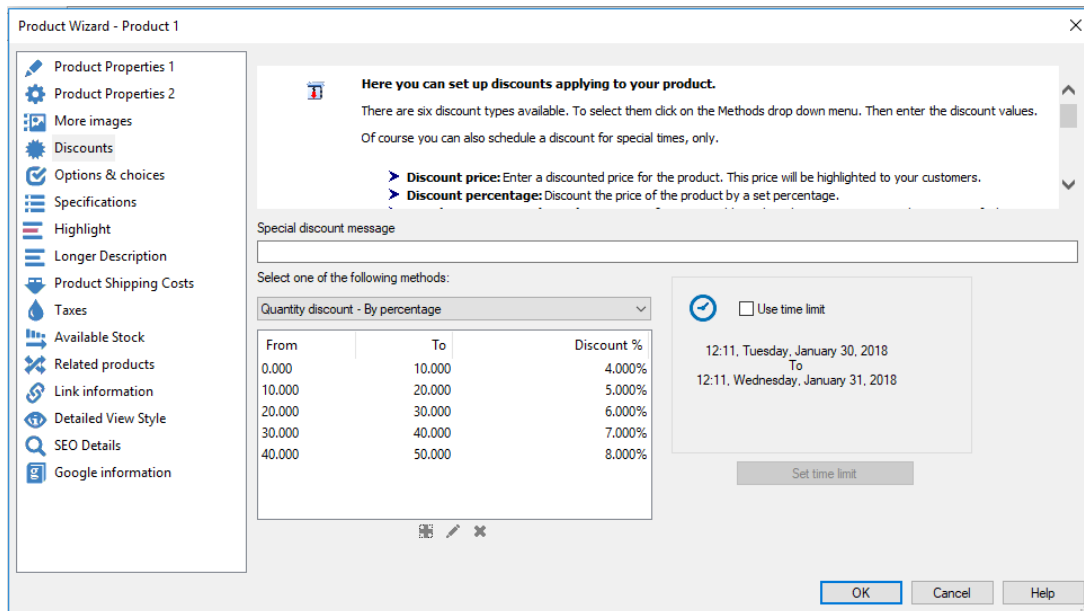 Product Wizard - Product 1
Product Properties 1
Product Properties 2
More images
Discounts
Options & choices
Specifications
Highlight
Longer Description
Product Shipping Costs
Taxes
Available Stock
Related products
Link information
Detailed View Style
SEO Details
Google information
Here you can set up discounts applying to your product.
There are six discount types available. To select them click on the Methods drop down menu. Then enter the discount values.
Of course you can also schedule a discount for special times, only.
Discount price: Enter a discounted price for the product. This price will be highlighted to your customers.
Discount percentage: Discount the price of the product by a set percentage.
Special discount message
Select one of the following methods:
Quantity discount - By percentage
From To Discount %
0.000 10.000 4.000%
10.000 20.000 5.000%
20.000 30.000 6.000%
30.000 40.000 7.000%
40.000 50.000 8.000%
Use time limit
12:11, Tuesday, January 30, 2018
To
12:11, Wednesday, January 31, 2018
Set time limit
OK Cancel Help